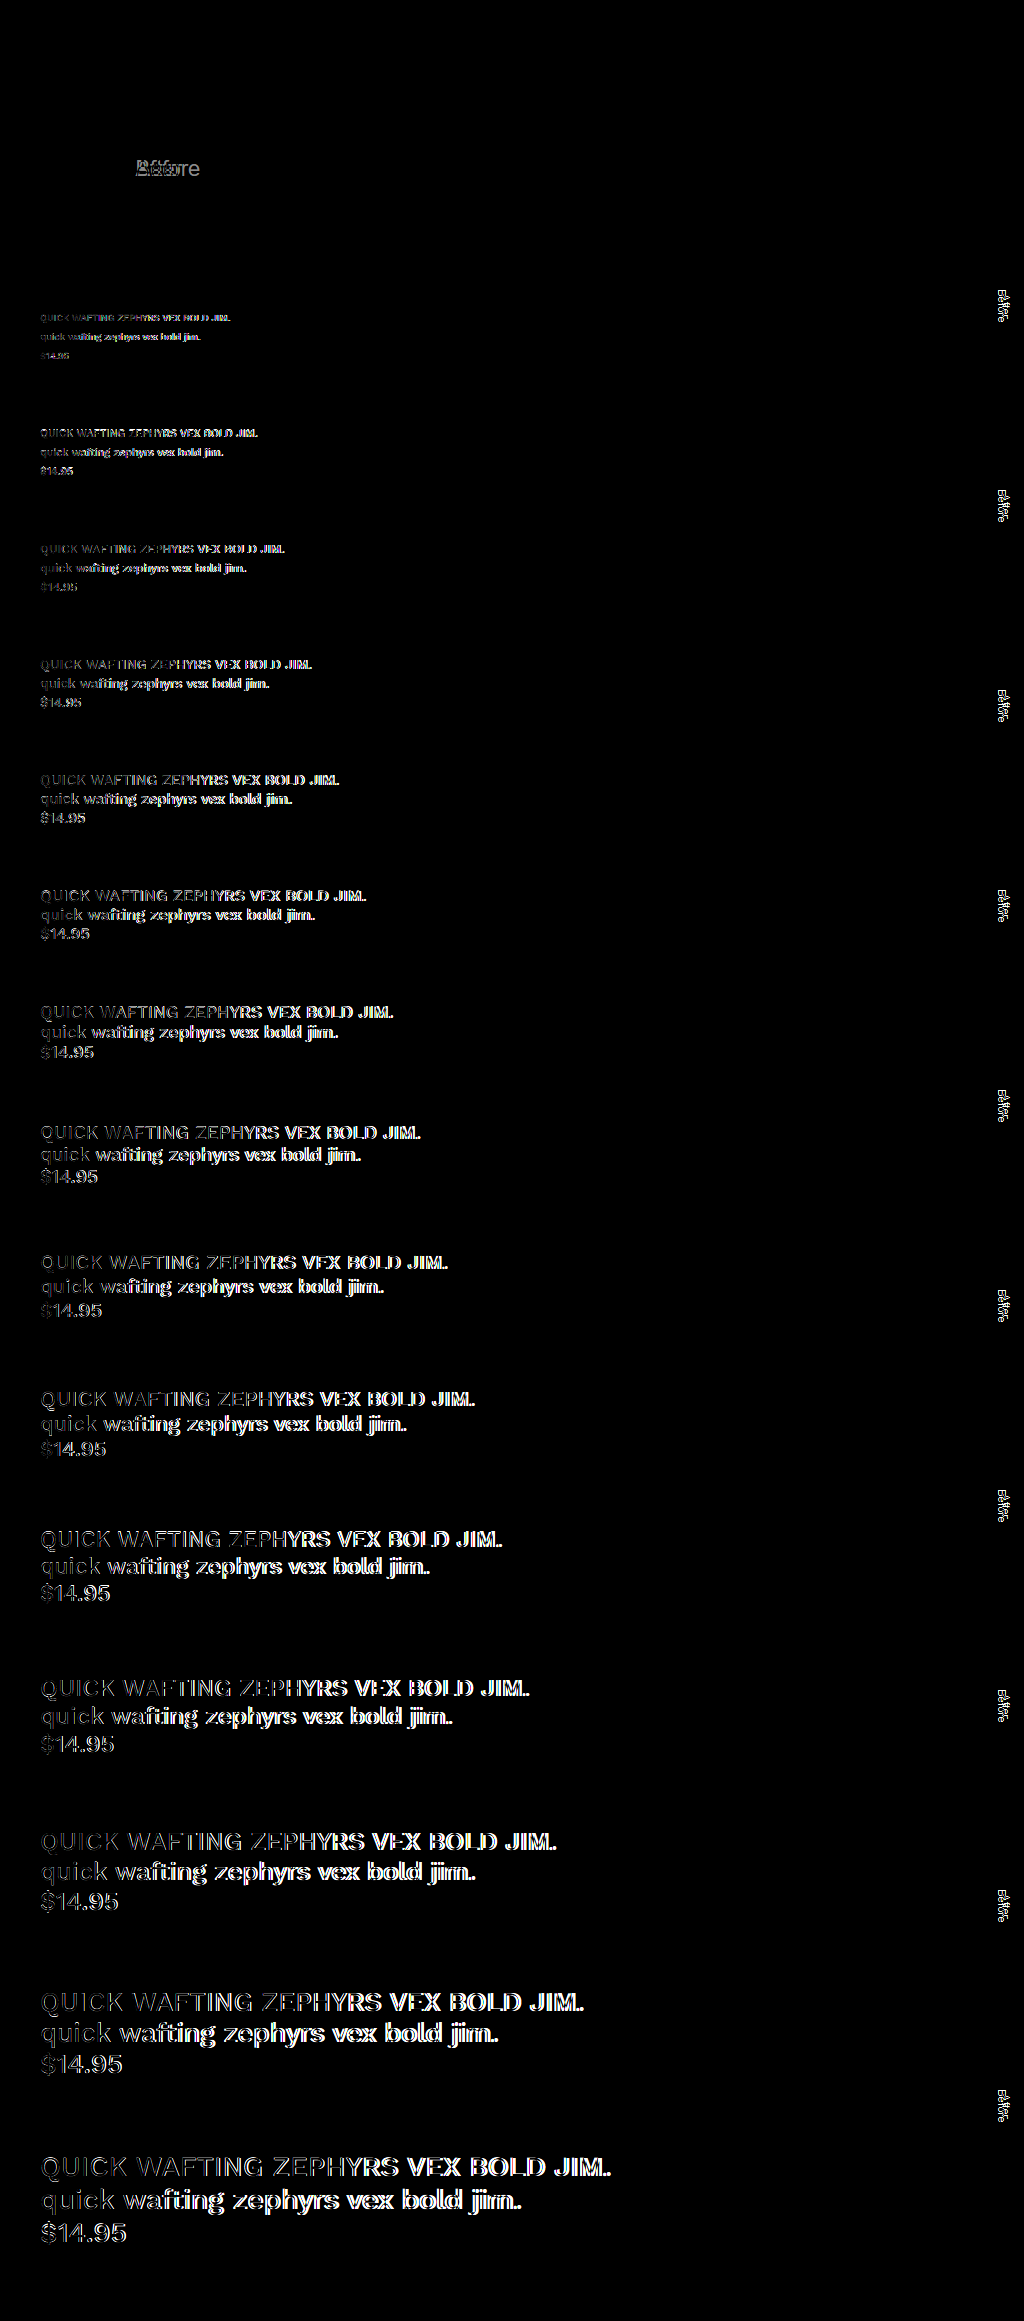 Before
After
Before
QUICK WAFTING ZEPHYRS VEX BOLD JIM.
quick wafting zephyrs vex bold jim.
$14.95
QUICK WAFTING ZEPHYRS VEX BOLD JIM.
quick wafting zephyrs vex bold jim.
$14.95
After
Before
QUICK WAFTING ZEPHYRS VEX BOLD JIM.
quick wafting zephyrs vex bold jim.
$14.95
QUICK WAFTING ZEPHYRS VEX BOLD JIM.
quick wafting zephyrs vex bold jim.
$14.95
After
Before
QUICK WAFTING ZEPHYRS VEX BOLD JIM.
quick wafting zephyrs vex bold jim.
$14.95
QUICK WAFTING ZEPHYRS VEX BOLD JIM.
quick wafting zephyrs vex bold jim.
$14.95
After
Before
QUICK WAFTING ZEPHYRS VEX BOLD JIM.
quick wafting zephyrs vex bold jim.
$14.95
After
Before
QUICK WAFTING ZEPHYRS VEX BOLD JIM.
quick wafting zephyrs vex bold jim.
$14.95
QUICK WAFTING ZEPHYRS VEX BOLD JIM.
quick wafting zephyrs vex bold jim.
$14.95
After
Before
QUICK WAFTING ZEPHYRS VEX BOLD JIM.
quick wafting zephyrs vex bold jim.
$14.95
After
Before
QUICK WAFTING ZEPHYRS VEX BOLD JIM.
quick wafting zephyrs vex bold jim.
$14.95
QUICK WAFTING ZEPHYRS VEX BOLD JIM.
quick wafting zephyrs vex bold jim.
$14.95
After
Before
QUICK WAFTING ZEPHYRS VEX BOLD JIM.
quick wafting zephyrs vex bold jim.
$14.95
After
Before
QUICK WAFTING ZEPHYRS VEX BOLD JIM.
quick wafting zephyrs vex bold jim.
$14.95
After
Before
QUICK WAFTING ZEPHYRS VEX BOLD JIM.
quick wafting zephyrs vex bold jim.
$14.95